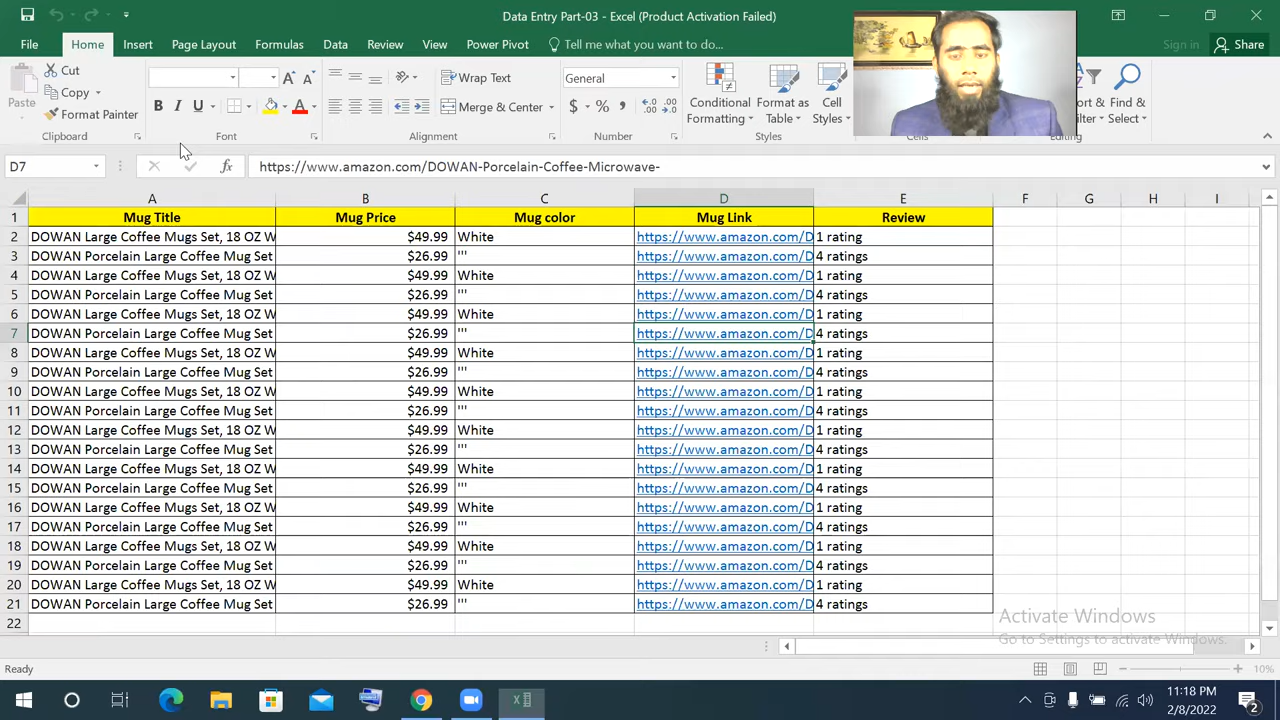 Data Entry Part-03 - Excel (Product Activation Failed)
File Home Insert Page Layout Formulas Data Review View Power Pivot Tell me what you want to do... Sign in Share
Paste
Cut
Copy
Format Painter
B I U
Wrap Text
Merge & Center
General
$ % ,
Conditional Formatting
Format as Table
Cell Styles
Find & Select
Clipboard Font Alignment Number Styles Cells Editing
D7 fx https://www.amazon.com/DOWAN-Porcelain-Coffee-Microwave-
A B C D E F G H I
1 Mug Title Mug Price Mug color Mug Link Review
2 DOWAN Large Coffee Mugs Set, 18 OZ W $49.99 White https://www.amazon.com/D 1 rating
3 DOWAN Porcelain Large Coffee Mug Set $26.99 ''' https://www.amazon.com/D 4 ratings
4 DOWAN Large Coffee Mugs Set, 18 OZ W $49.99 White https://www.amazon.com/D 1 rating
5 DOWAN Porcelain Large Coffee Mug Set $26.99 ''' https://www.amazon.com/D 4 ratings
6 DOWAN Large Coffee Mugs Set, 18 OZ W $49.99 White https://www.amazon.com/D 1 rating
7 DOWAN Porcelain Large Coffee Mug Set $26.99 ''' https://www.amazon.com/D 4 ratings
8 DOWAN Large Coffee Mugs Set, 18 OZ W $49.99 White https://www.amazon.com/D 1 rating
9 DOWAN Porcelain Large Coffee Mug Set $26.99 ''' https://www.amazon.com/D 4 ratings
10 DOWAN Large Coffee Mugs Set, 18 OZ W $49.99 White https://www.amazon.com/D 1 rating
11 DOWAN Porcelain Large Coffee Mug Set $26.99 ''' https://www.amazon.com/D 4 ratings
12 DOWAN Large Coffee Mugs Set, 18 OZ W $49.99 White https://www.amazon.com/D 1 rating
13 DOWAN Porcelain Large Coffee Mug Set $26.99 ''' https://www.amazon.com/D 4 ratings
14 DOWAN Large Coffee Mugs Set, 18 OZ W $49.99 White https://www.amazon.com/D 1 rating
15 DOWAN Porcelain Large Coffee Mug Set $26.99 ''' https://www.amazon.com/D 4 ratings
16 DOWAN Large Coffee Mugs Set, 18 OZ W $49.99 White https://www.amazon.com/D 1 rating
17 DOWAN Porcelain Large Coffee Mug Set $26.99 ''' https://www.amazon.com/D 4 ratings
18 DOWAN Large Coffee Mugs Set, 18 OZ W $49.99 White https://www.amazon.com/D 1 rating
19 DOWAN Porcelain Large Coffee Mug Set $26.99 ''' https://www.amazon.com/D 4 ratings
20 DOWAN Large Coffee Mugs Set, 18 OZ W $49.99 White https://www.amazon.com/D 1 rating
21 DOWAN Porcelain Large Coffee Mug Set $26.99 ''' https://www.amazon.com/D 4 ratings
22
Activate Windows
Go to Settings to activate Windows.
Ready 10%
11:18 PM
2/8/2022
2